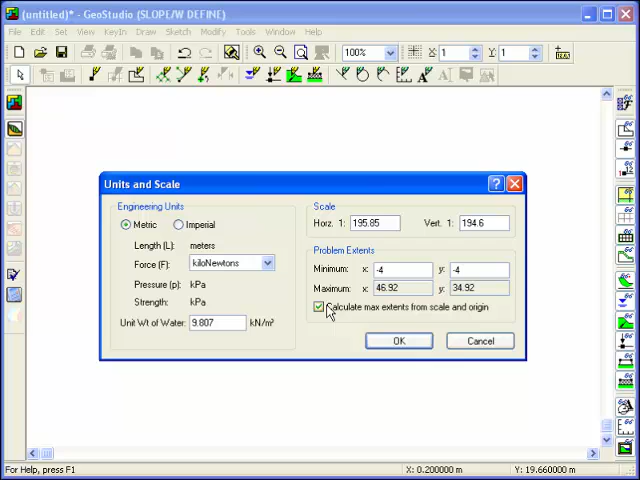 (untitled)* - GeoStudio (SLOPE/W DEFINE)
File Edit Set View KeyIn Draw Sketch Modify Tools Window Help
100% X: 1 Y: 1
Units and Scale
Engineering Units
Metric Imperial
Length (L): meters
Force (F): kiloNewtons
Pressure (p): kPa
Strength: kPa
Unit Wt of Water: 9.807 kN/m³
Scale
Horz. 1: 195.85 Vert. 1: 194.6
Problem Extents
Minimum: x: -4 y: -4
Maximum: x: 46.92 y: 34.92
Calculate max extents from scale and origin
OK Cancel
For Help, press F1 X: 0.200000 m Y: 19.660000 m